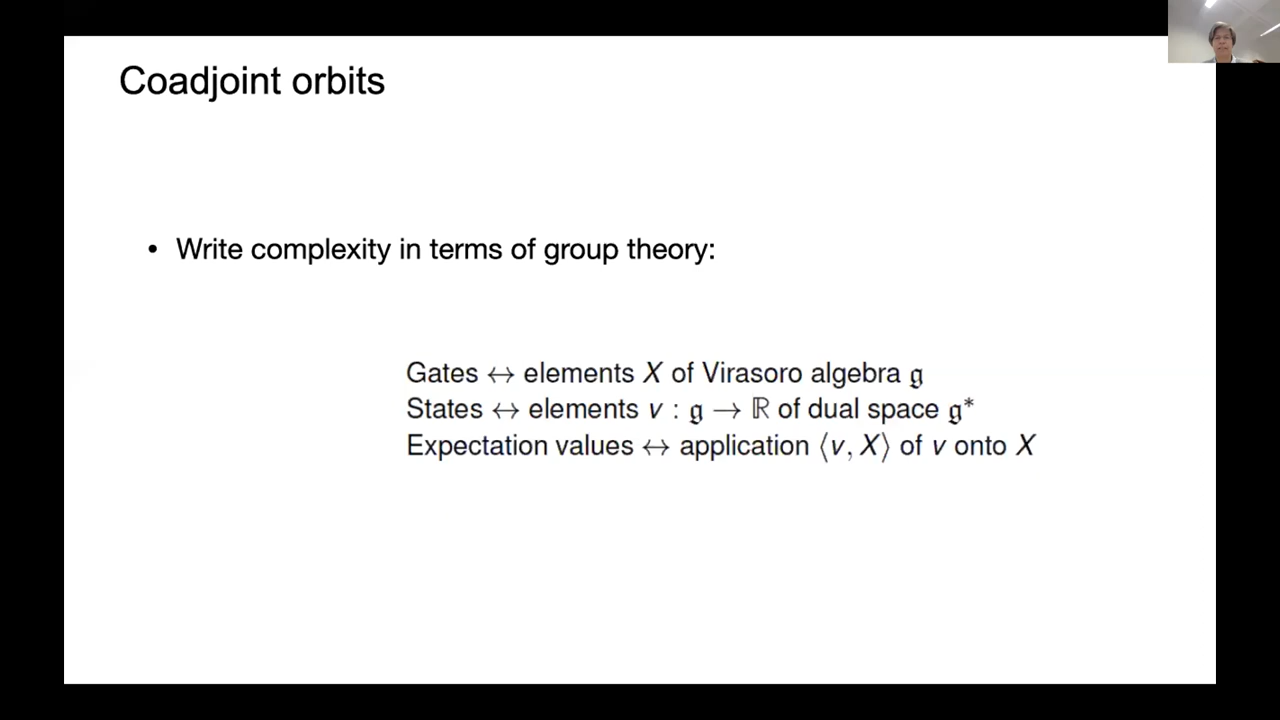 Coadjoint orbits
• Write complexity in terms of group theory:
Gates ↔ elements X of Virasoro algebra 𝔤
States ↔ elements v : 𝔤 → ℝ of dual space 𝔤*
Expectation values ↔ application ⟨v, X⟩ of v onto X